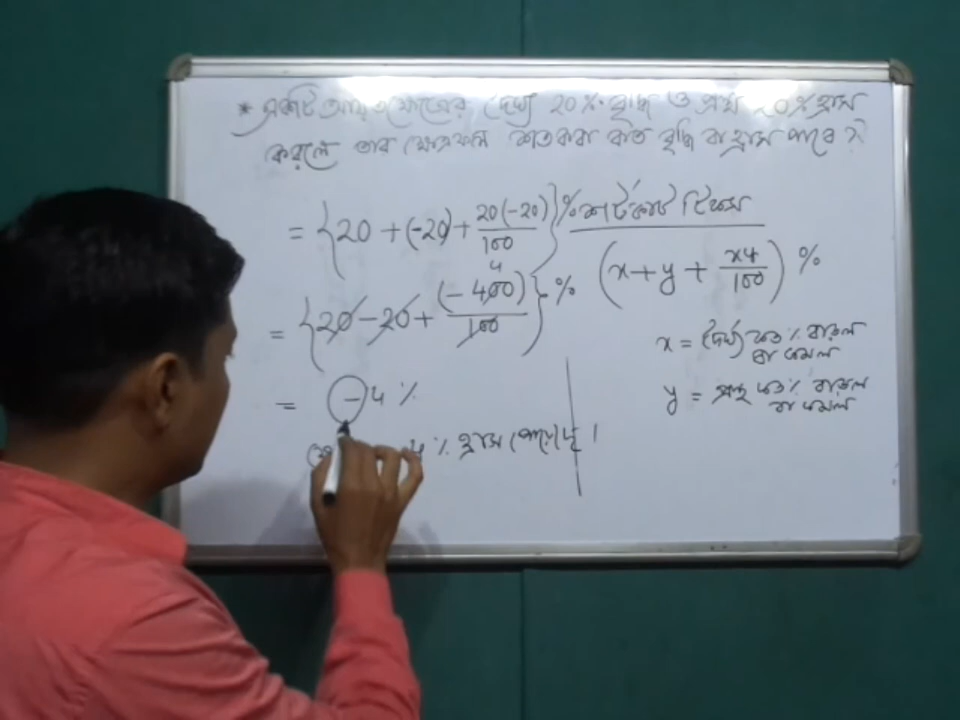 * একটি আয়তক্ষেত্রের দৈর্ঘ্য 20% বৃদ্ধি ও প্রস্থ 20% হ্রাস
করলে তার ক্ষেত্রফল শতকরা কত বৃদ্ধি বা হ্রাস পাবে ?
= {20 + (-20) + 20(-20)/100}%
শর্টকাট টেকনিক
(x + y + xy/100) %
= {20 - 20 + (-400)/100}%
4
x = দৈর্ঘ্য যত % বাড়ল
বা কমল
= -4 %
y = প্রস্থ যত % বাড়ল
বা কমল
4 % হ্রাস পেয়েছে।